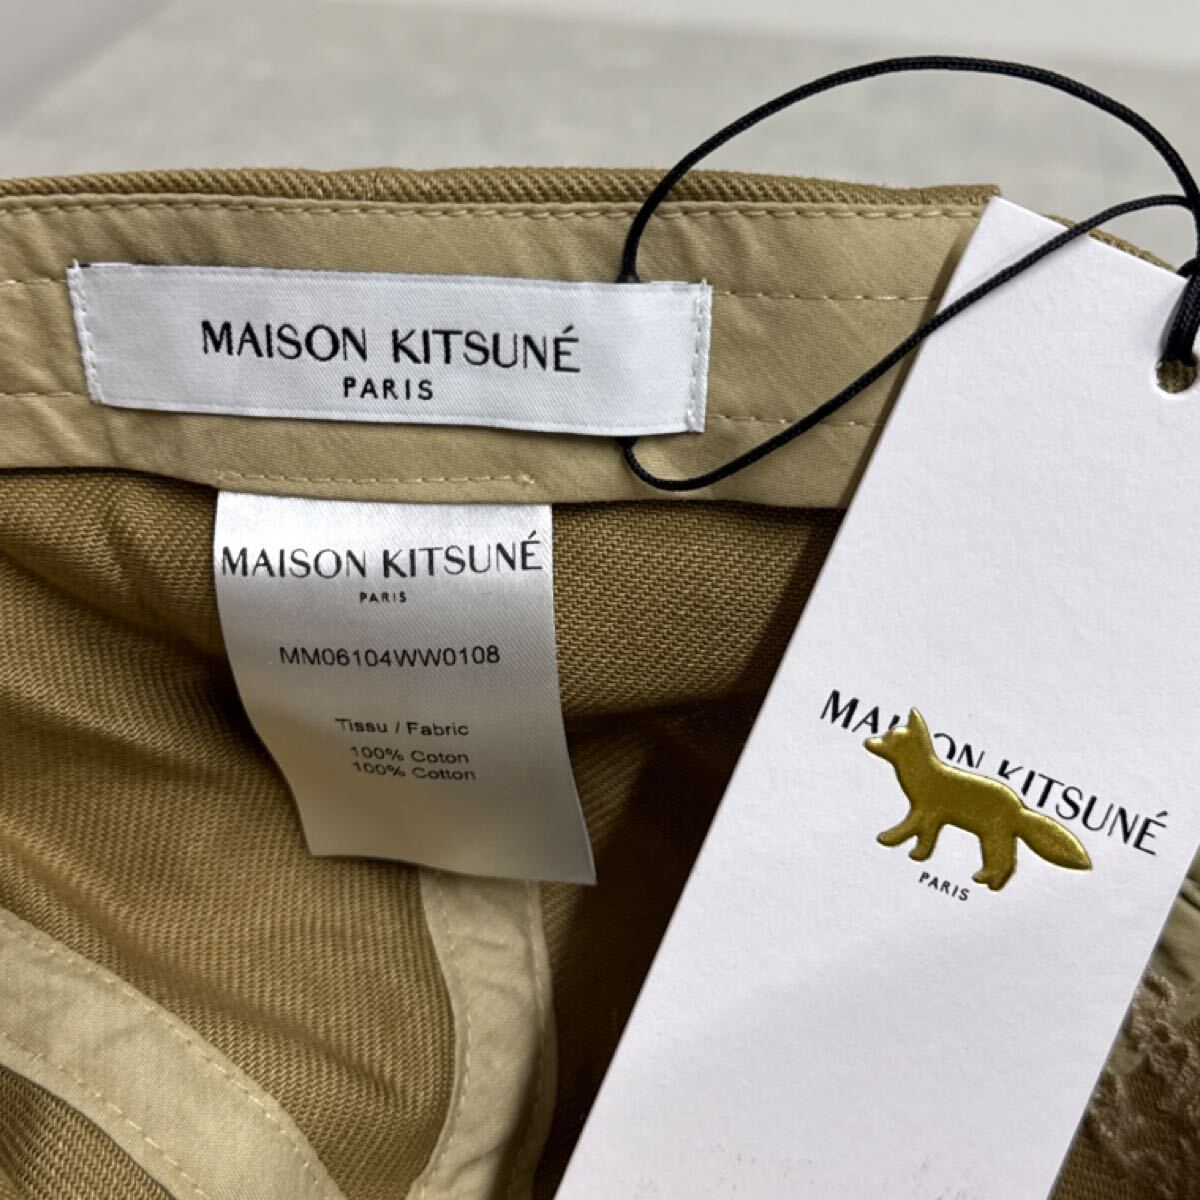 MAISON KITSUNÉ
PARIS
MAISON KITSUNÉ
PARIS
MM06104WW0108
Tissu / Fabric
100% Coton
100% Cotton
MAISON KITSUNÉ
PARIS